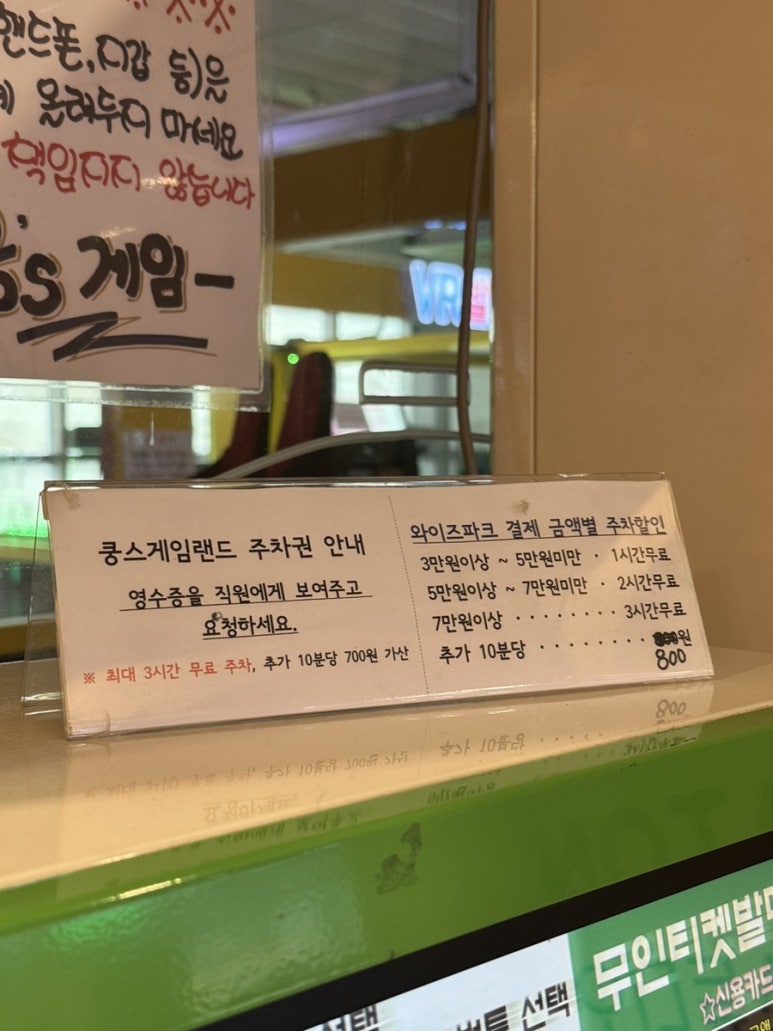 ※※
핸드폰, 지갑 등)을
올려두지 마세요
책임지지 않습니다
's 게임
VR
쿵스게임랜드 주차권 안내
영수증을 직원에게 보여주고
요청하세요.
※ 최대 3시간 무료 주차, 추가 10분당 700원 가산
와이즈파크 결제 금액별 주차할인
3만원이상 ~ 5만원미만 · 1시간무료
5만원이상 ~ 7만원미만 · 2시간무료
7만원이상 · · · · · · · · 3시간무료
추가 10분당 · · · · · · · · 원
800
무인티켓발
☆신용카드
선택
선택